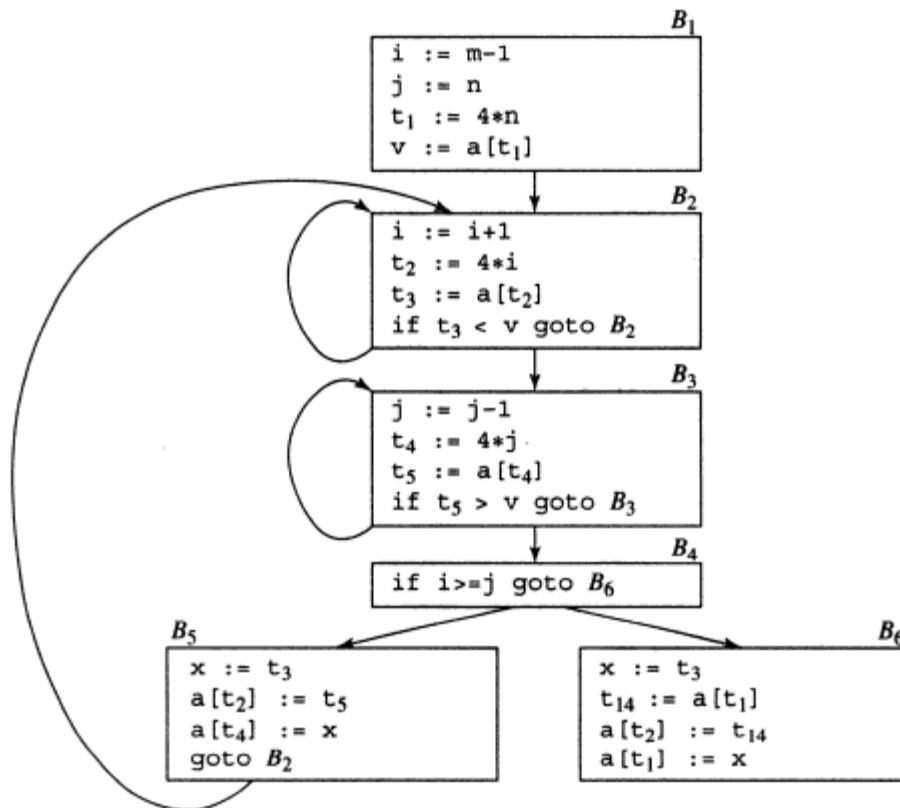 B₁
i := m-1
j := n
t₁ := 4*n
v := a[t₁]
B₂
i := i+1
t₂ := 4*i
t₃ := a[t₂]
if t₃ < v goto B₂
B₃
j := j-1
t₄ := 4*j
t₅ := a[t₄]
if t₅ > v goto B₃
B₄
if i>=j goto B₆
B₅
x := t₃
a[t₂] := t₅
a[t₄] := x
goto B₂
B₆
x := t₃
t₁₄ := a[t₁]
a[t₂] := t₁₄
a[t₁] := x